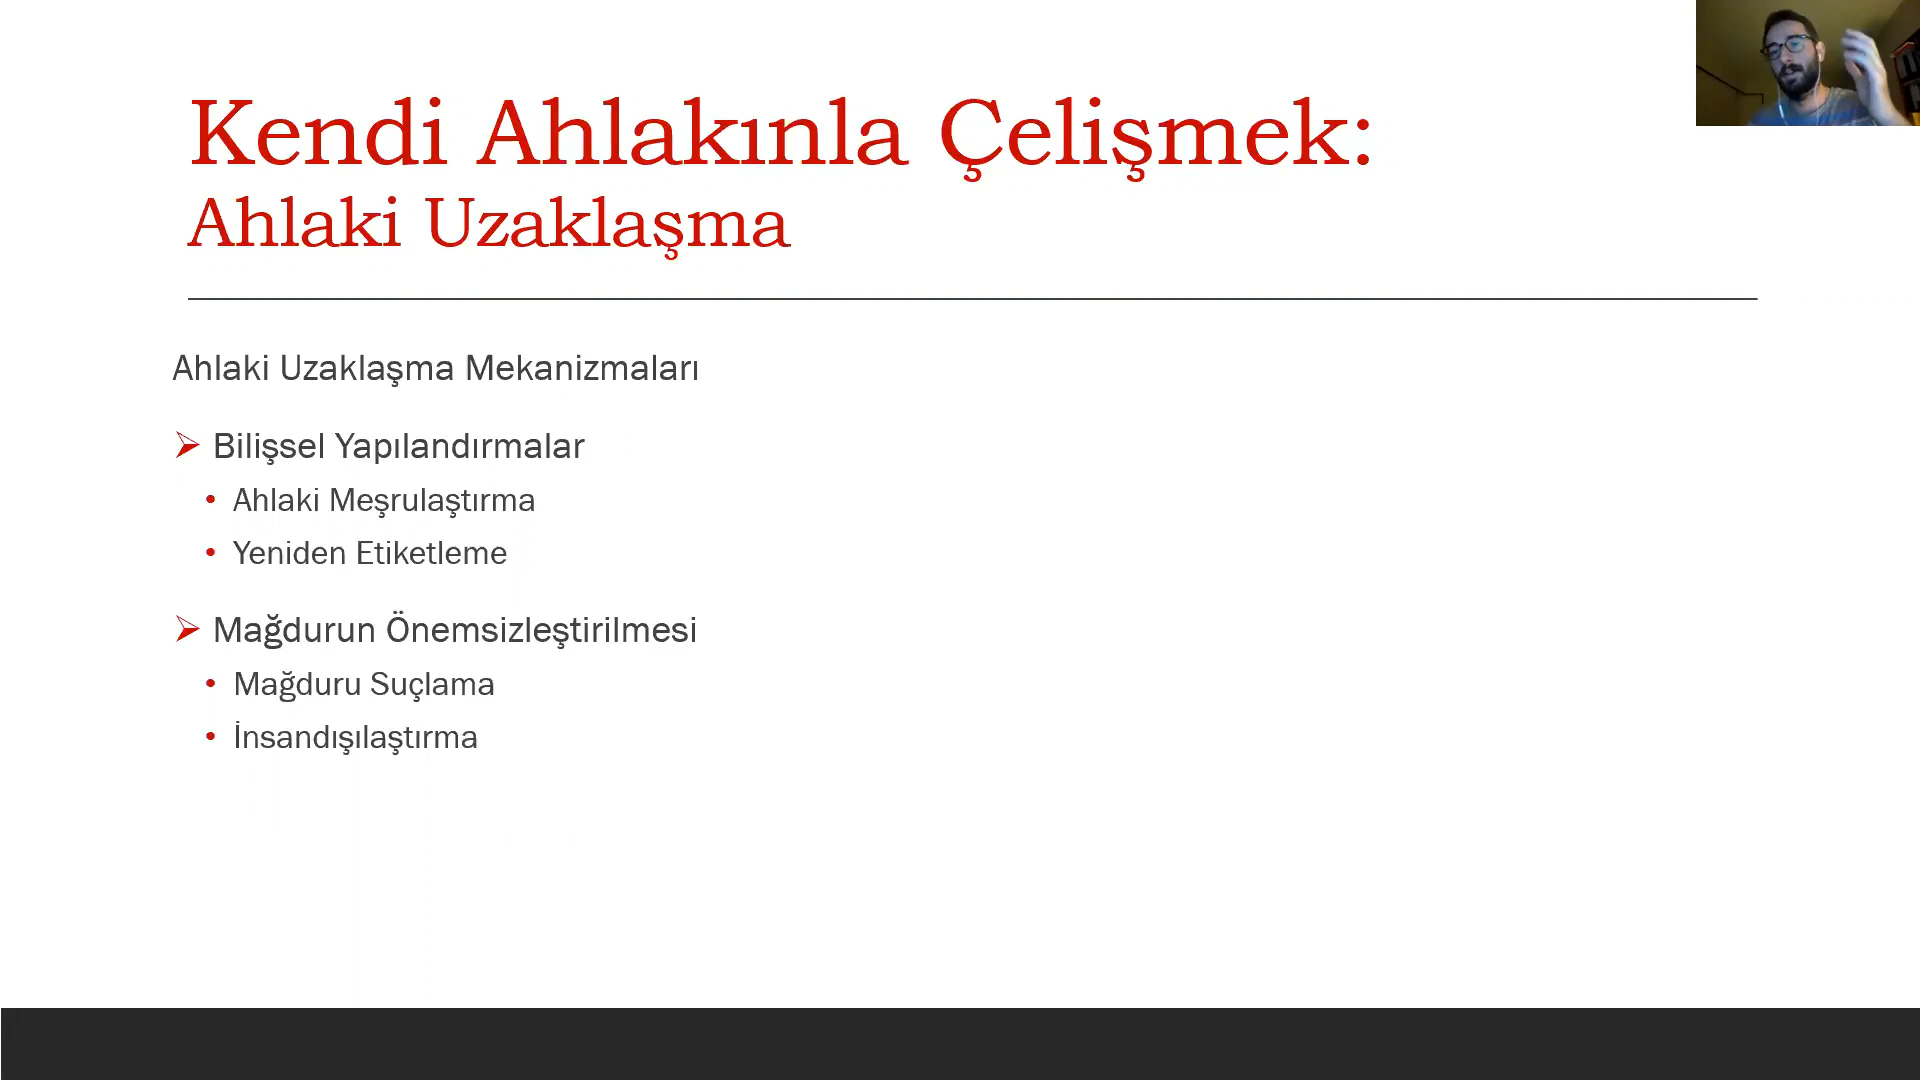 Kendi Ahlakınla Çelişmek:
Ahlaki Uzaklaşma
Ahlaki Uzaklaşma Mekanizmaları
Bilişsel Yapılandırmalar
Ahlaki Meşrulaştırma
Yeniden Etiketleme
Mağdurun Önemsizleştirilmesi
Mağduru Suçlama
İnsandışılaştırma